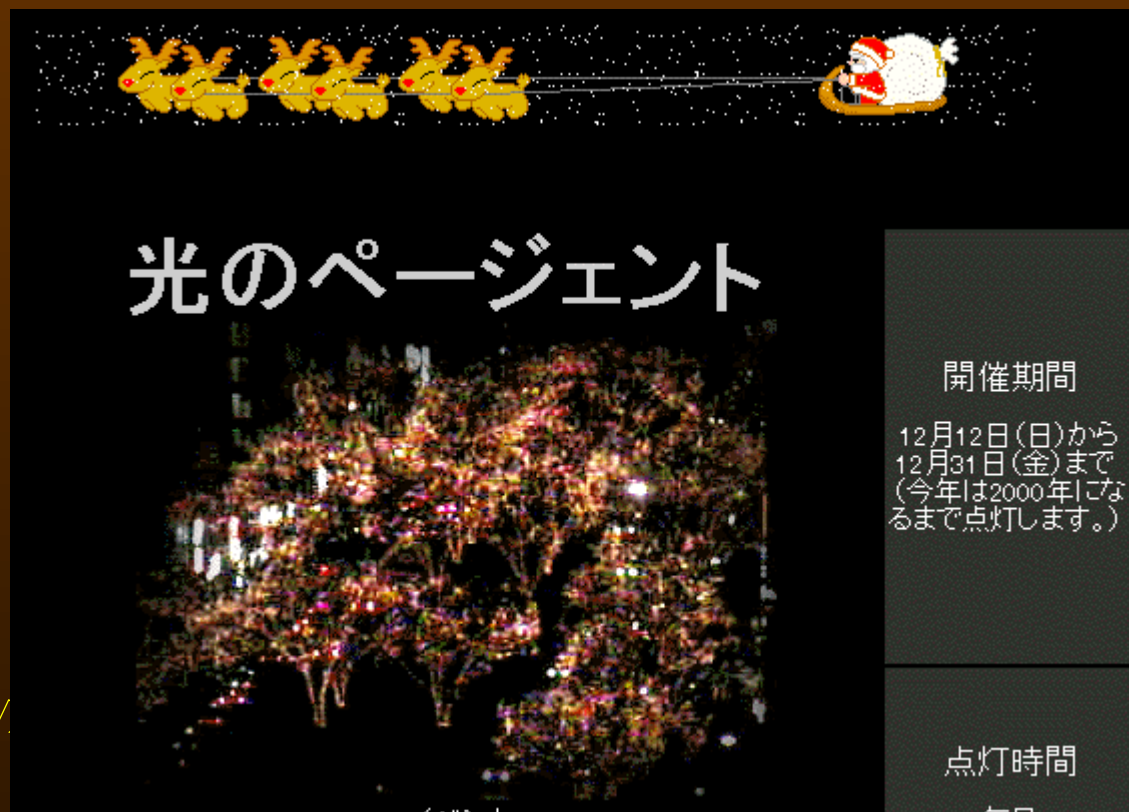 光のページェント
開催期間
12月12日(日)から
12月31日(金)まで
(今年は2000年にな
るまで点灯します。)
点灯時間